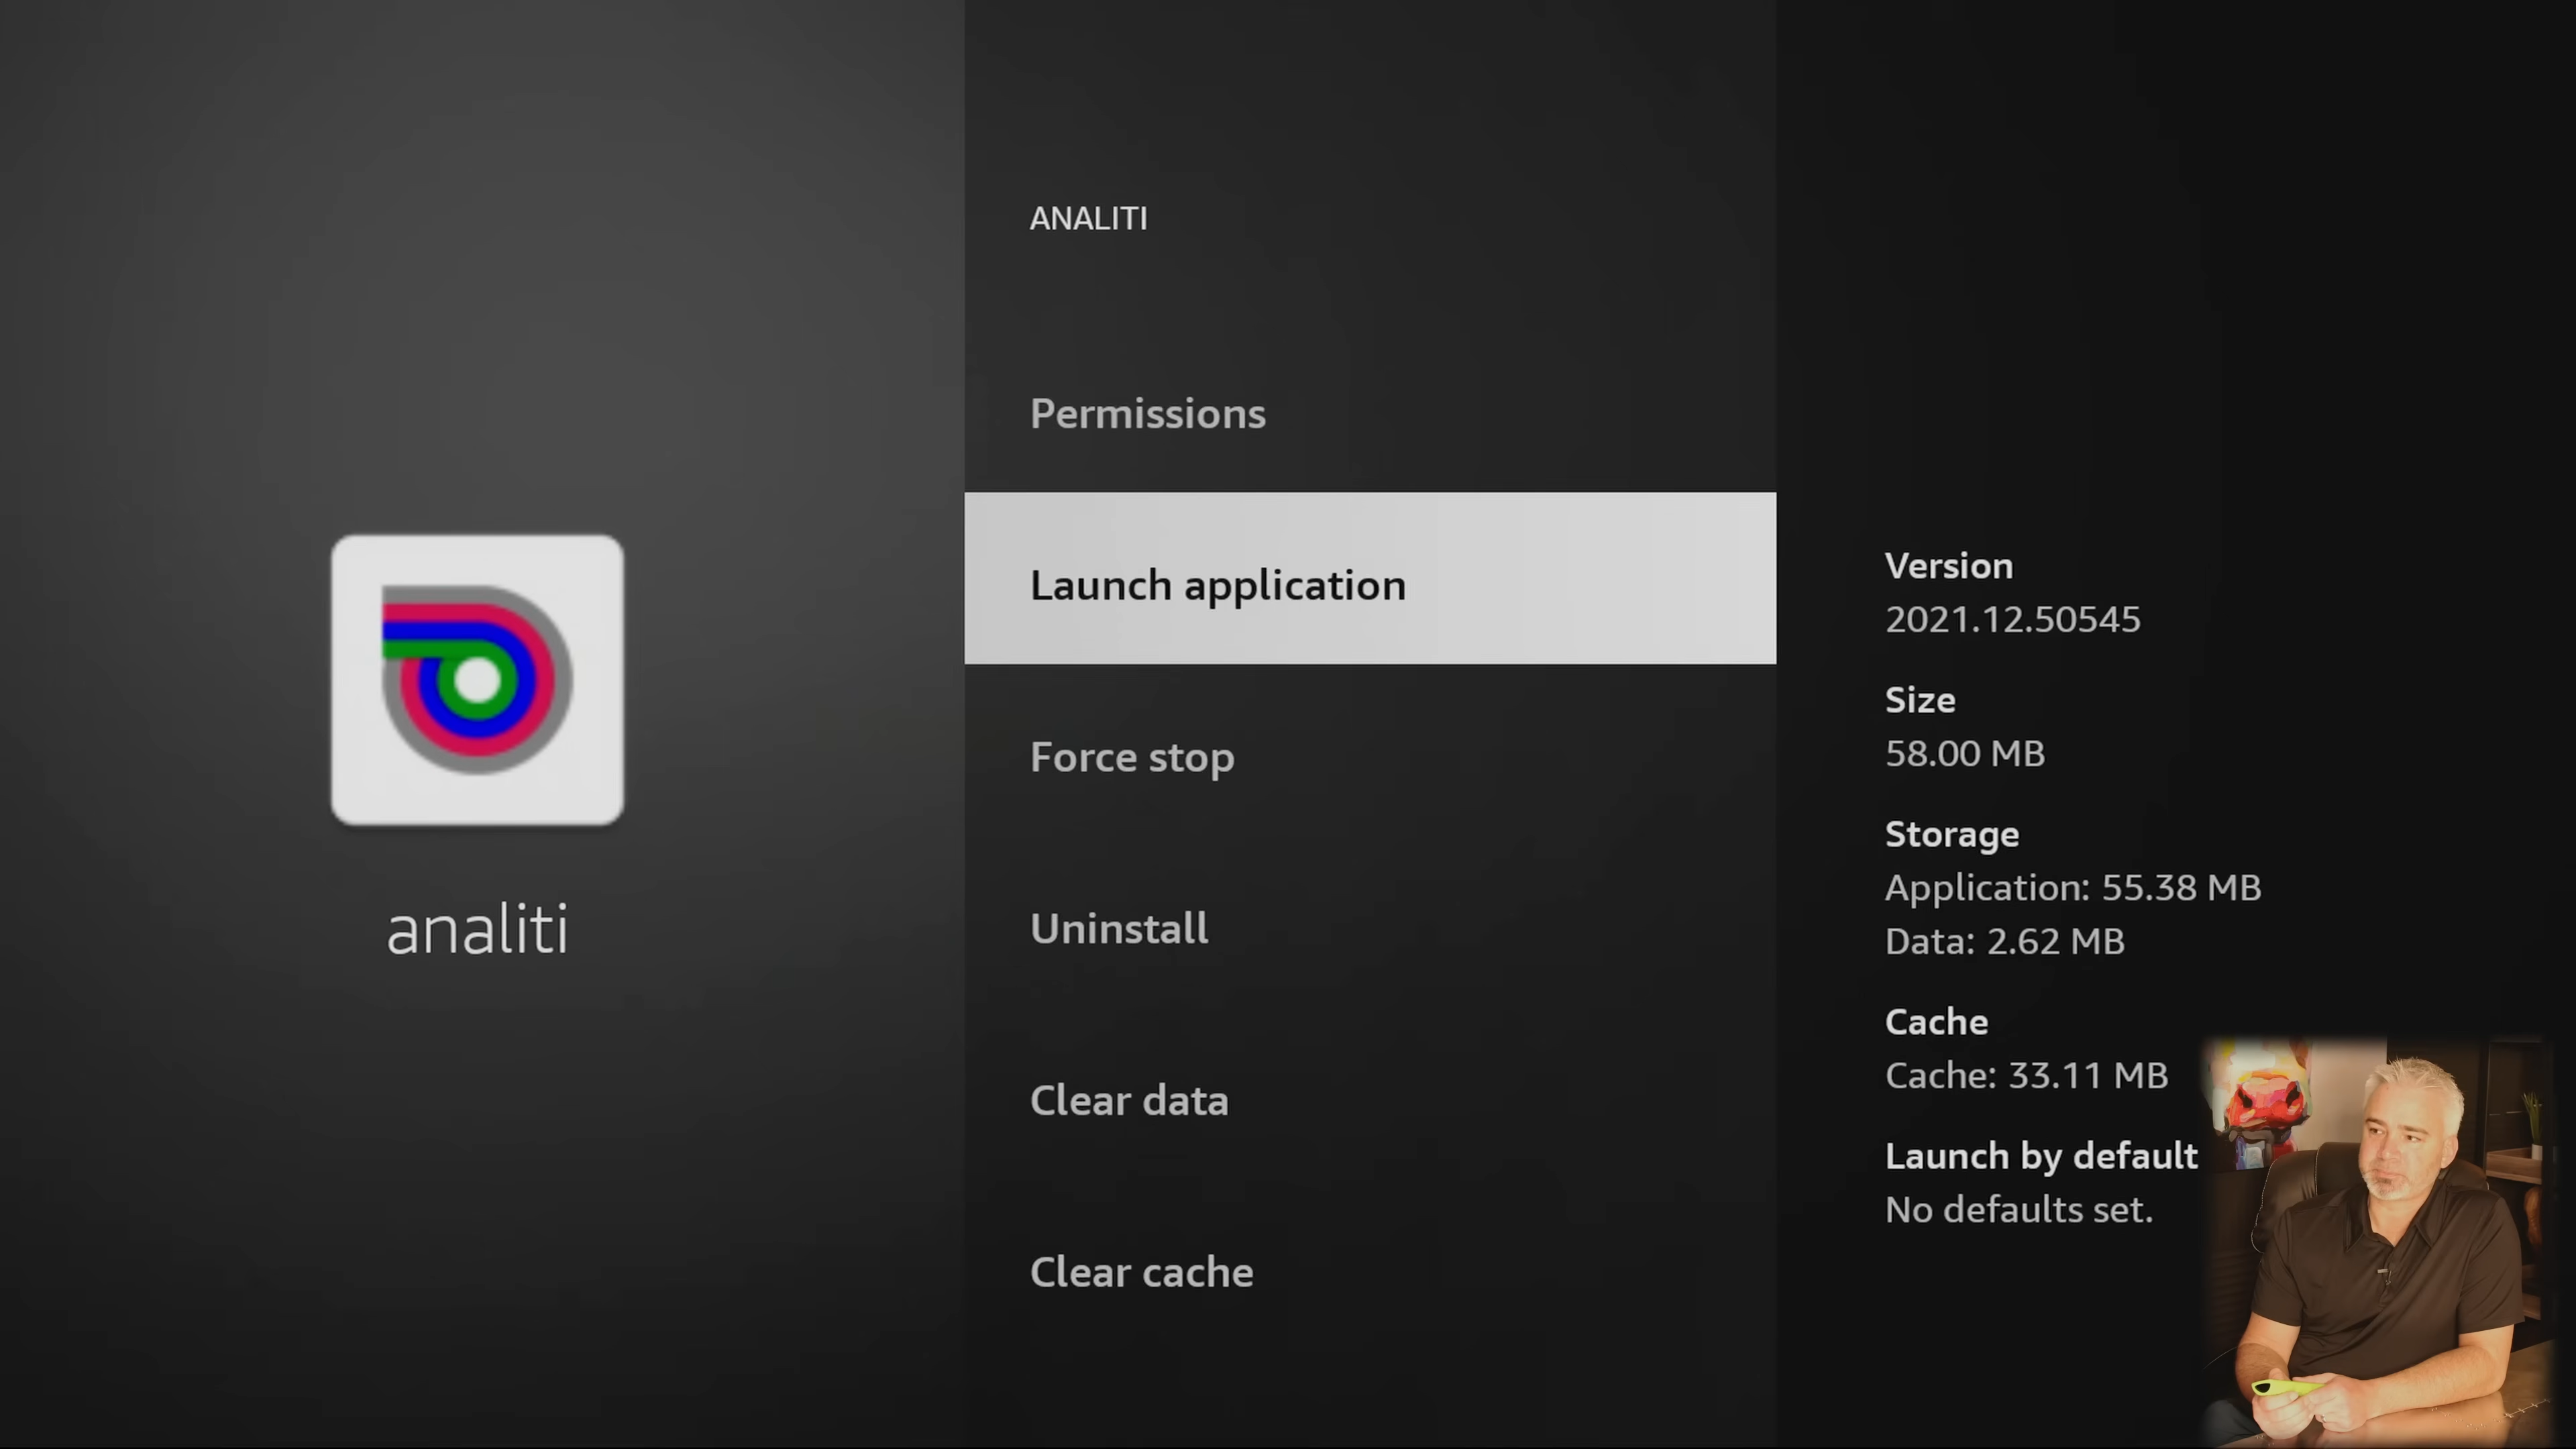 analiti
ANALITI
Permissions
Launch application
Force stop
Uninstall
Clear data
Clear cache
Version
2021.12.50545
Size
58.00 MB
Storage
Application: 55.38 MB
Data: 2.62 MB
Cache
Cache: 33.11 MB
Launch by default
No defaults set.